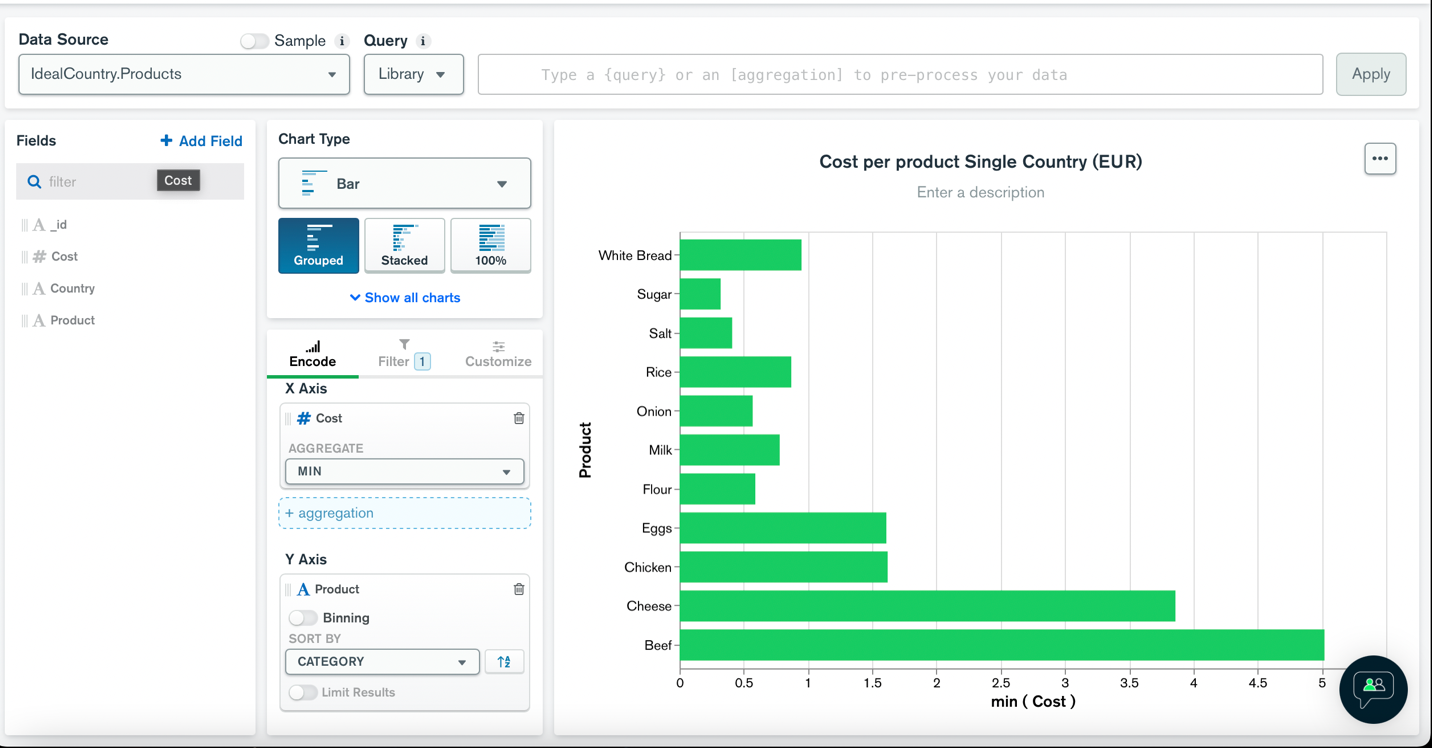 Data Source
Sample i
Query i
IdealCountry.Products
Library
Type a {query} or an [aggregation] to pre-process your data
Apply
Fields
+ Add Field
filter
Cost
A _id
# Cost
A Country
A Product
Chart Type
Bar
Grouped
Stacked
100%
Show all charts
Encode
Filter 1
Customize
X Axis
# Cost
AGGREGATE
MIN
+ aggregation
Y Axis
A Product
Binning
SORT BY
CATEGORY
Limit Results
Cost per product Single Country (EUR)
...
Enter a description
Product
White Bread
Sugar
Salt
Rice
Onion
Milk
Flour
Eggs
Chicken
Cheese
Beef
0 0.5 1 1.5 2 2.5 3 3.5 4 4.5 5
min ( Cost )